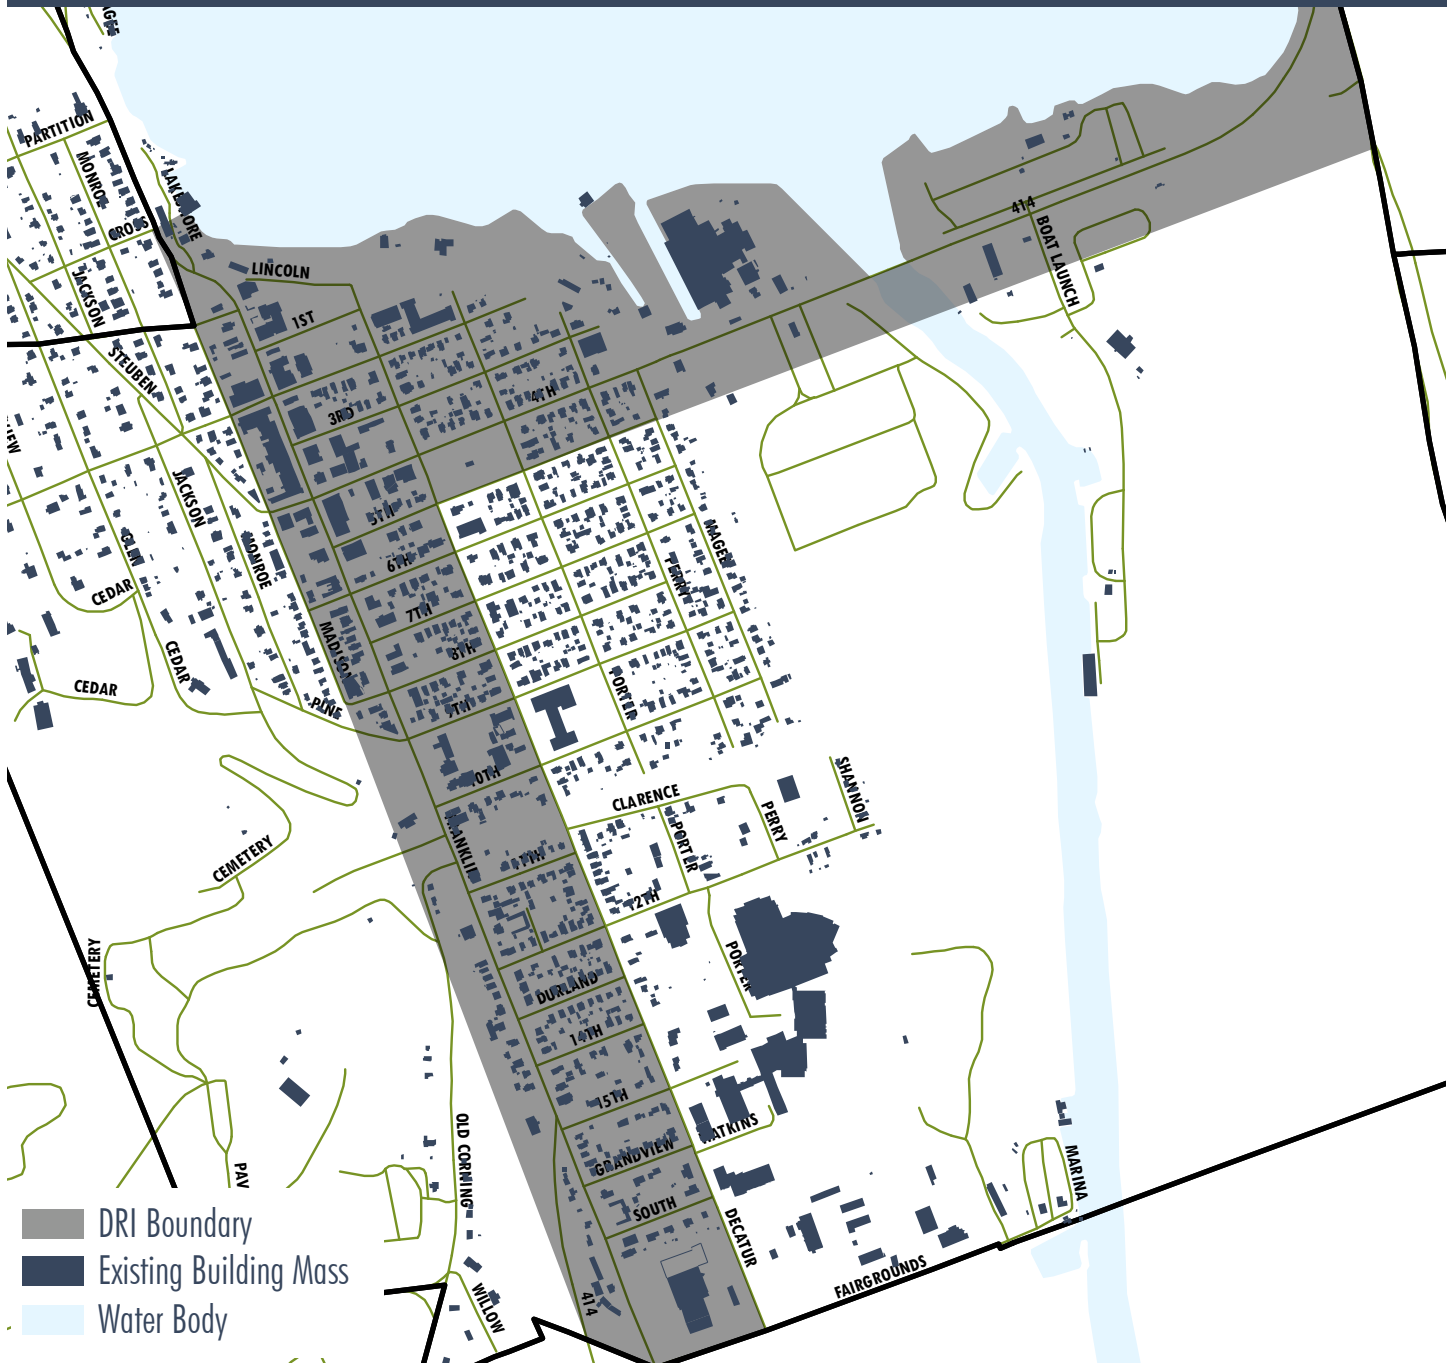 PARTITION
MONROE
LAKESHORE
CROSS
JACKSON
LINCOLN
1ST
STEUBEN
3RD
4TH
414
BOAT LAUNCH
JACKSON
5TH
MONROE
GLEN
6TH
MAGEE
PERRY
CEDAR
7TH
MADISON
8TH
CEDAR
CEDAR
PINE
9TH
PORTER
10TH
CLARENCE
SHANNON
PERRY
PORTER
FRANKLIN
11TH
CEMETERY
12TH
CEMETERY
PORTER
DURLAND
14TH
15TH
WATKINS
GRANDVIEW
OLD CORNING
MARINA
PAV
SOUTH
DECATUR
FAIRGROUNDS
414
WILLOW
DRI Boundary
Existing Building Mass
Water Body